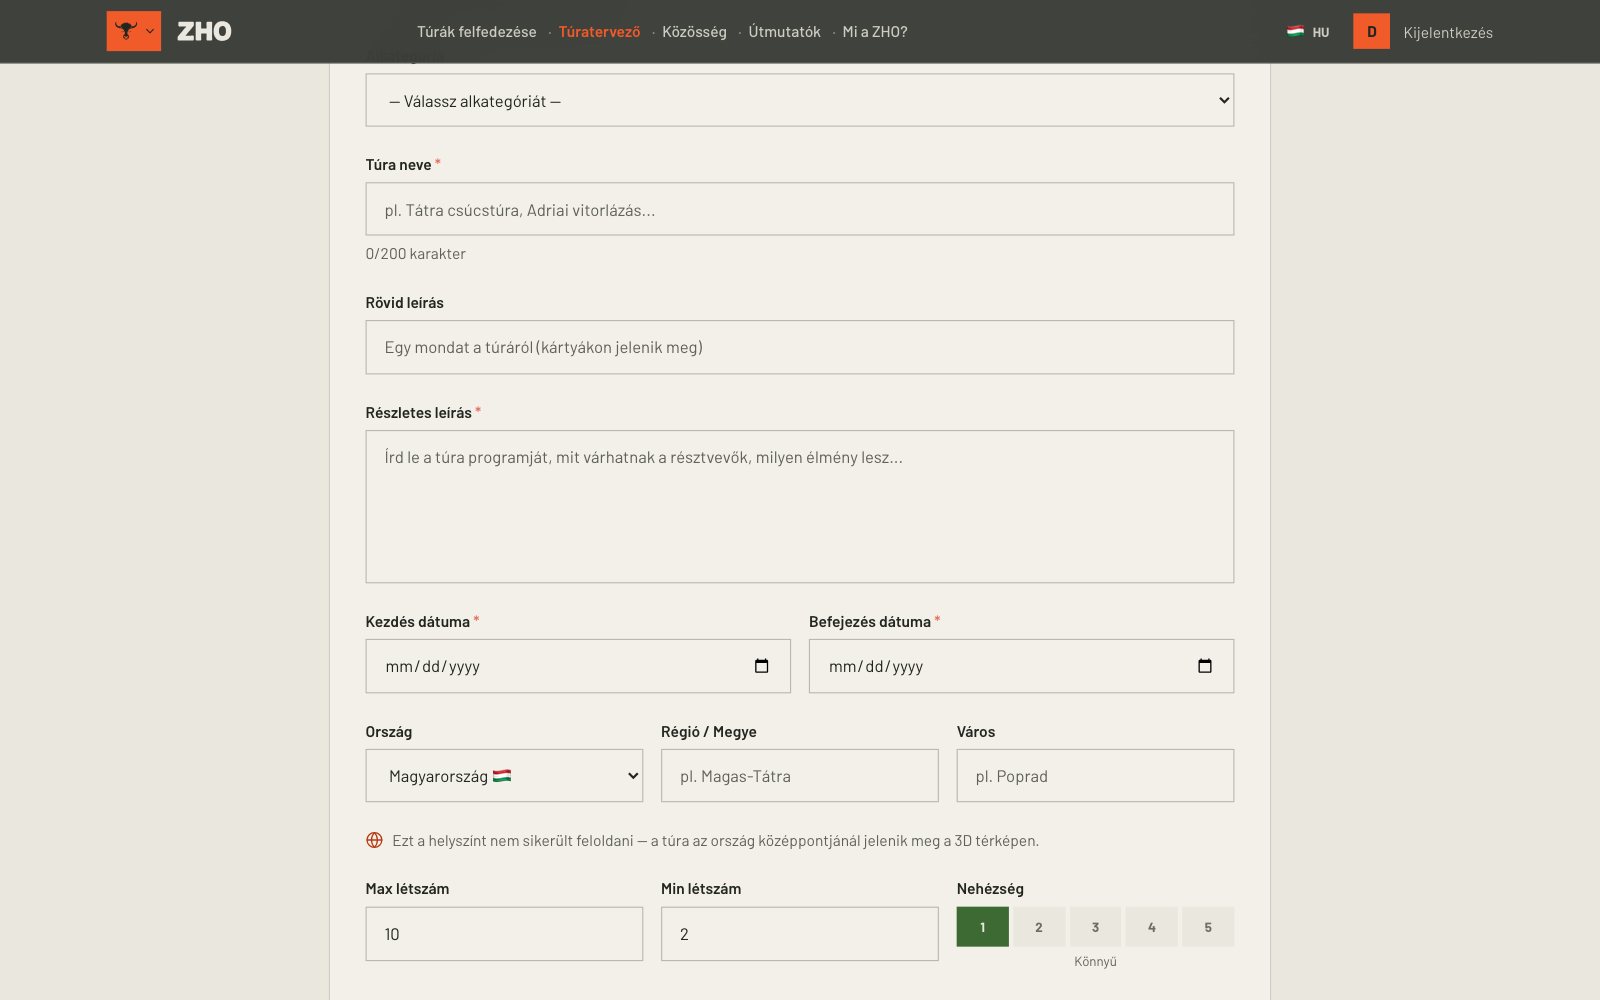 ZHO
Túrák felfedezése · Túratervező · Közösség · Útmutatók · Mi a ZHO?
HU
D
Kijelentkezés
— Válassz alkategóriát —
Túra neve *
pl. Tátra csúcstúra, Adriai vitorlázás...
0/200 karakter
Rövid leírás
Egy mondat a túráról (kártyákon jelenik meg)
Részletes leírás *
Írd le a túra programját, mit várhatnak a résztvevők, milyen élmény lesz...
Kezdés dátuma * Befejezés dátuma *
mm/dd/yyyy mm/dd/yyyy
Ország Régió / Megye Város
Magyarország pl. Magas-Tátra pl. Poprad
Ezt a helyszínt nem sikerült feloldani — a túra az ország középpontjánál jelenik meg a 3D térképen.
Max létszám Min létszám Nehézség
10 2 1 2 3 4 5
Könnyű